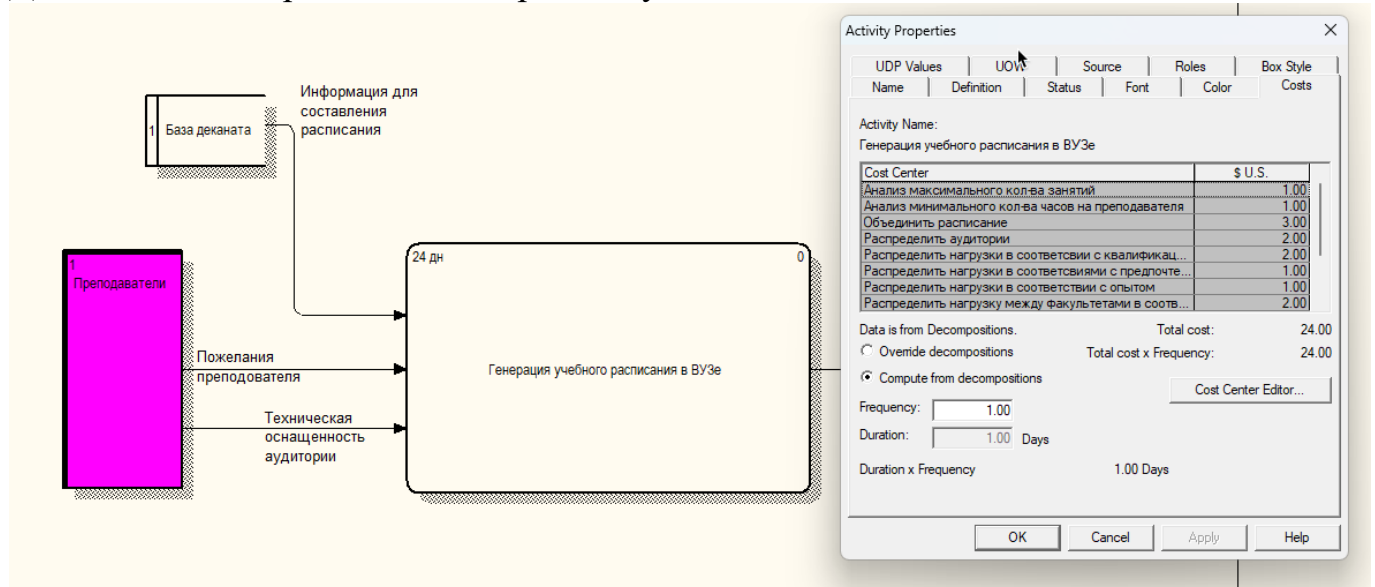 Activity Properties
UDP Values
UOW
Source
Roles
Box Style
Name
Definition
Status
Font
Color
Costs
Activity Name:
Генерация учебного расписания в ВУЗе
Cost Center
$ U.S.
Анализ максимального кол-ва занятий 1.00
Анализ минимального кол-ва часов на преподавателя 1.00
Объединить расписание 3.00
Распределить аудитории 2.00
Распределить нагрузки в соответсвии с квалификац... 2.00
Распределить нагрузки в соответсвиями с предпочте... 1.00
Распределить нагрузки в соответствии с опытом 1.00
Распределить нагрузку между факультетами в соотв... 2.00
Data is from Decompositions.
Total cost: 24.00
Override decompositions
Total cost x Frequency: 24.00
Compute from decompositions
Cost Center Editor...
Frequency: 1.00
Duration: 1.00 Days
Duration x Frequency 1.00 Days
OK
Cancel
Apply
Help
Информация для
составления
расписания
1 База деканата
1
Преподаватели
Пожелания
преподователя
Техническая
оснащенность
аудитории
24 дн
0
Генерация учебного расписания в ВУЗе